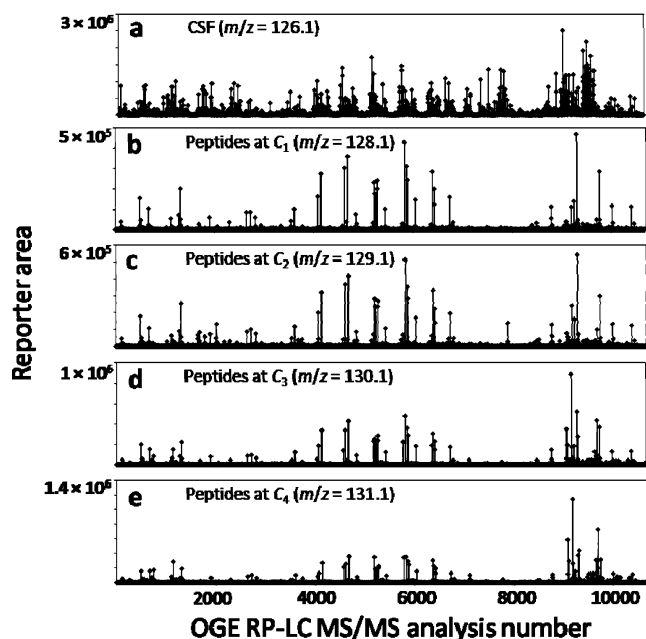 3 × 10⁶
a CSF (m/z = 126.1)
5 × 10⁵
b Peptides at C₁ (m/z = 128.1)
6 × 10⁵
c Peptides at C₂ (m/z = 129.1)
1 × 10⁶
d Peptides at C₃ (m/z = 130.1)
1.4 × 10⁶
e Peptides at C₄ (m/z = 131.1)
Reporter area
2000 4000 6000 8000 10000
OGE RP-LC MS/MS analysis number